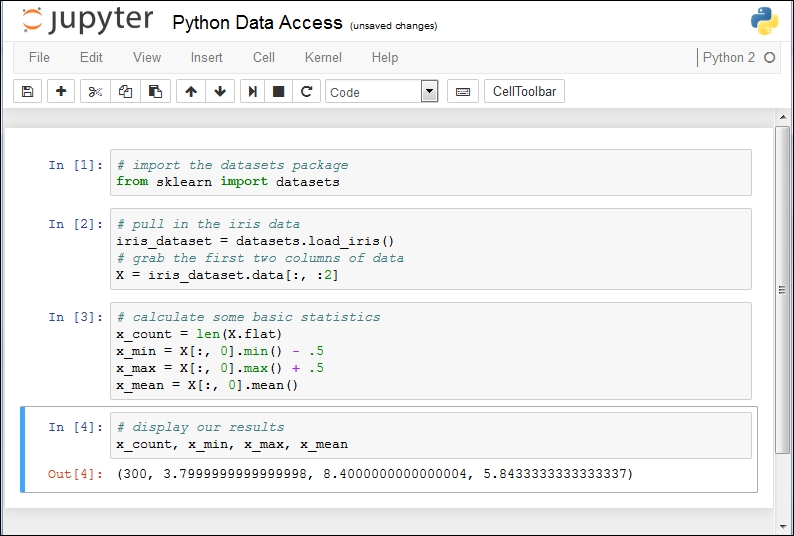 jupyter Python Data Access (unsaved changes)
File Edit View Insert Cell Kernel Help Python 2
Code CellToolbar
In [1]: # import the datasets package
from sklearn import datasets
In [2]: # pull in the iris data
iris_dataset = datasets.load_iris()
# grab the first two columns of data
X = iris_dataset.data[:, :2]
In [3]: # calculate some basic statistics
x_count = len(X.flat)
x_min = X[:, 0].min() - .5
x_max = X[:, 0].max() + .5
x_mean = X[:, 0].mean()
In [4]: # display our results
x_count, x_min, x_max, x_mean
Out[4]: (300, 3.7999999999999998, 8.4000000000000004, 5.8433333333333337)